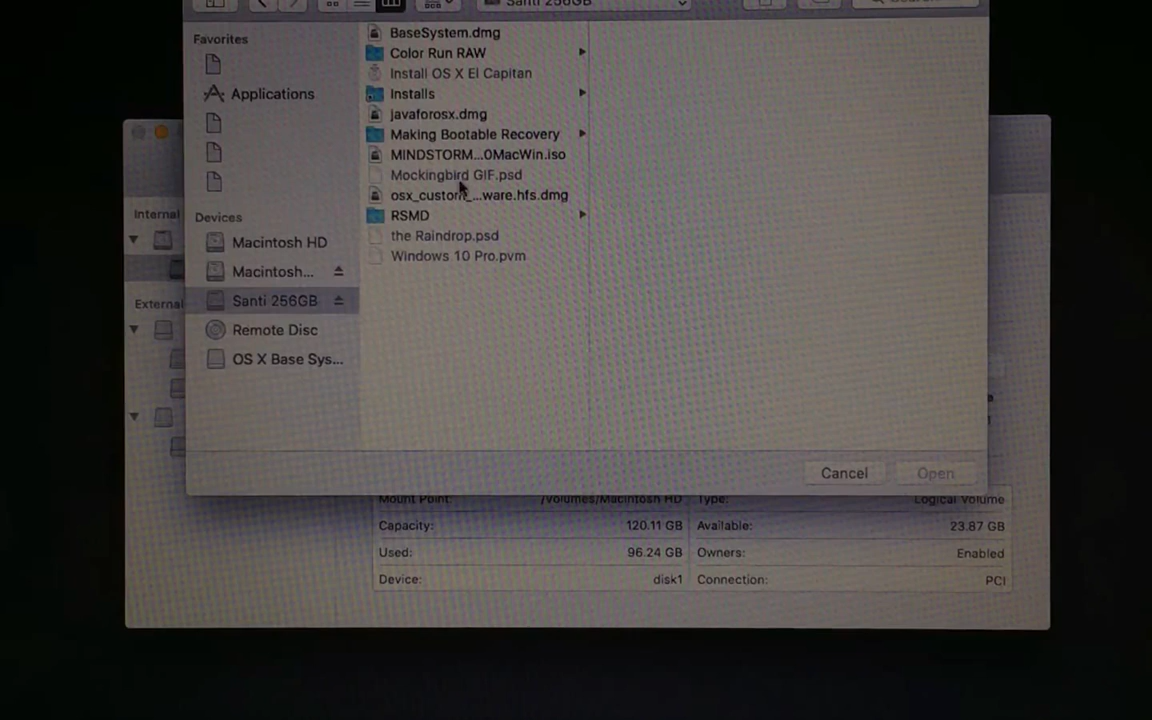 Santi 256GB
Search
Favorites
Applications
Devices
Macintosh HD
Macintosh...
Santi 256GB
Remote Disc
OS X Base Sys...
BaseSystem.dmg
Color Run RAW
Install OS X El Capitan
Installs
javaforosx.dmg
Making Bootable Recovery
MINDSTORM...0MacWin.iso
Mockingbird GIF.psd
osx_custom_...ware.hfs.dmg
RSMD
the Raindrop.psd
Windows 10 Pro.pvm
Cancel
Open
Internal
External
Mount Point: /Volumes/Macintosh HD Type: Logical Volume
Capacity: 120.11 GB Available: 23.87 GB
Used: 96.24 GB Owners: Enabled
Device: disk1 Connection: PCI